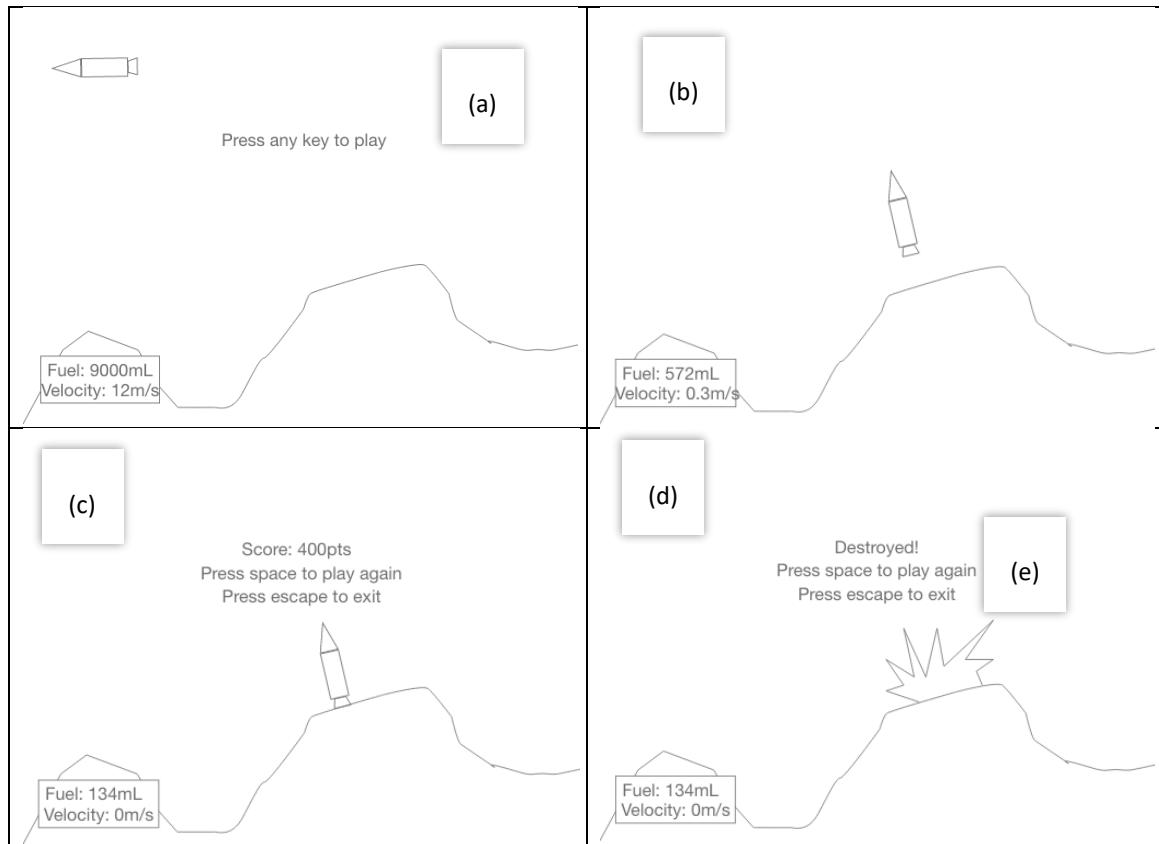 (a)
Press any key to play
Fuel: 9000mL
Velocity: 12m/s
(b)
Fuel: 572mL
Velocity: 0.3m/s
(c)
Score: 400pts
Press space to play again
Press escape to exit
Fuel: 134mL
Velocity: 0m/s
(d)
Destroyed!
Press space to play again
Press escape to exit
(e)
Fuel: 134mL
Velocity: 0m/s